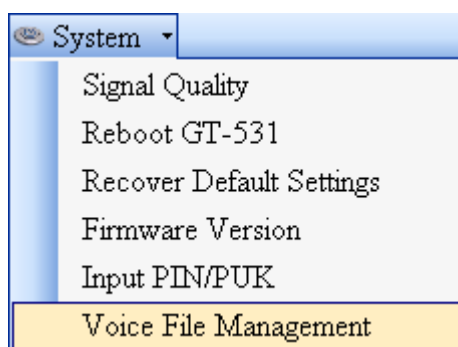 System
Signal Quality
Reboot GT-531
Recover Default Settings
Firmware Version
Input PIN/PUK
Voice File Management